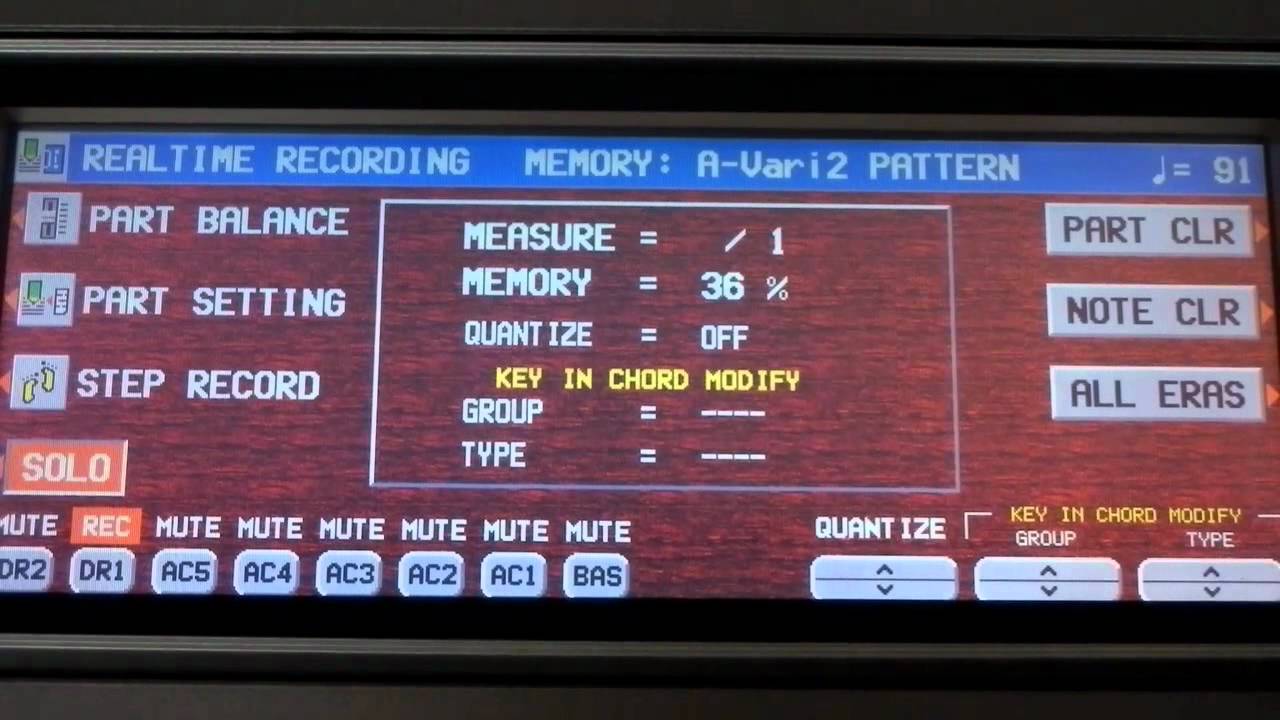 REALTIME RECORDING MEMORY: A-Vari2 PATTERN ♩= 91
PART BALANCE
PART SETTING
STEP RECORD
SOLO
MEASURE = / 1
MEMORY = 36 %
QUANTIZE = OFF
KEY IN CHORD MODIFY
GROUP = ----
TYPE = ----
PART CLR
NOTE CLR
ALL ERAS
MUTE REC MUTE MUTE MUTE MUTE MUTE MUTE
DR2 DR1 AC5 AC4 AC3 AC2 AC1 BAS
QUANTIZE
KEY IN CHORD MODIFY
GROUP TYPE